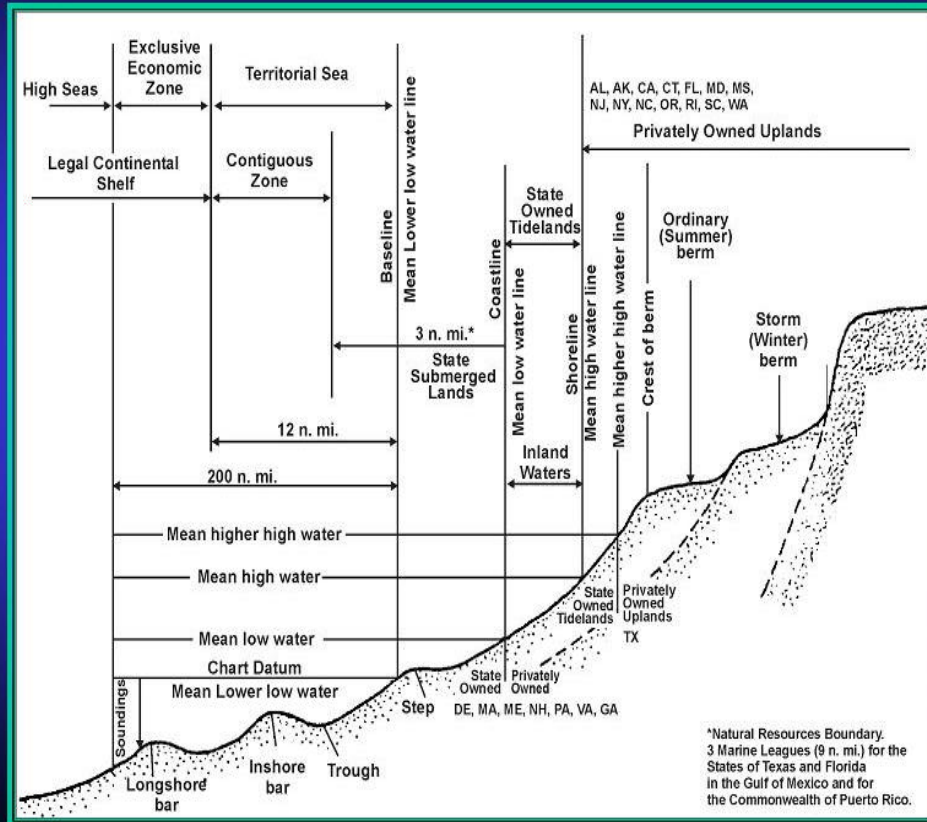 High Seas
Exclusive
Economic
Zone
Territorial Sea
Legal Continental
Shelf
Contiguous
Zone
Baseline
Mean Lower low water line
Coastline
Mean low water line
State
Owned
Tidelands
Shoreline
Mean high water line
Mean higher high water line
Crest of berm
AL, AK, CA, CT, FL, MD, MS,
NJ, NY, NC, OR, RI, SC, WA
Privately Owned Uplands
Ordinary
(Summer)
berm
Storm
(Winter)
berm
3 n. mi.*
State
Submerged
Lands
12 n. mi.
200 n. mi.
Inland
Waters
Mean higher high water
Mean high water
Mean low water
Chart Datum
Mean Lower low water
Soundings
Longshore
bar
Inshore
bar
Trough
Step
State
Owned
Privately
Owned
DE, MA, ME, NH, PA, VA, GA
State
Owned
Tidelands
Privately
Owned
Uplands
TX
*Natural Resources Boundary.
3 Marine Leagues (9 n. mi.) for the
States of Texas and Florida
in the Gulf of Mexico and for
the Commonwealth of Puerto Rico.